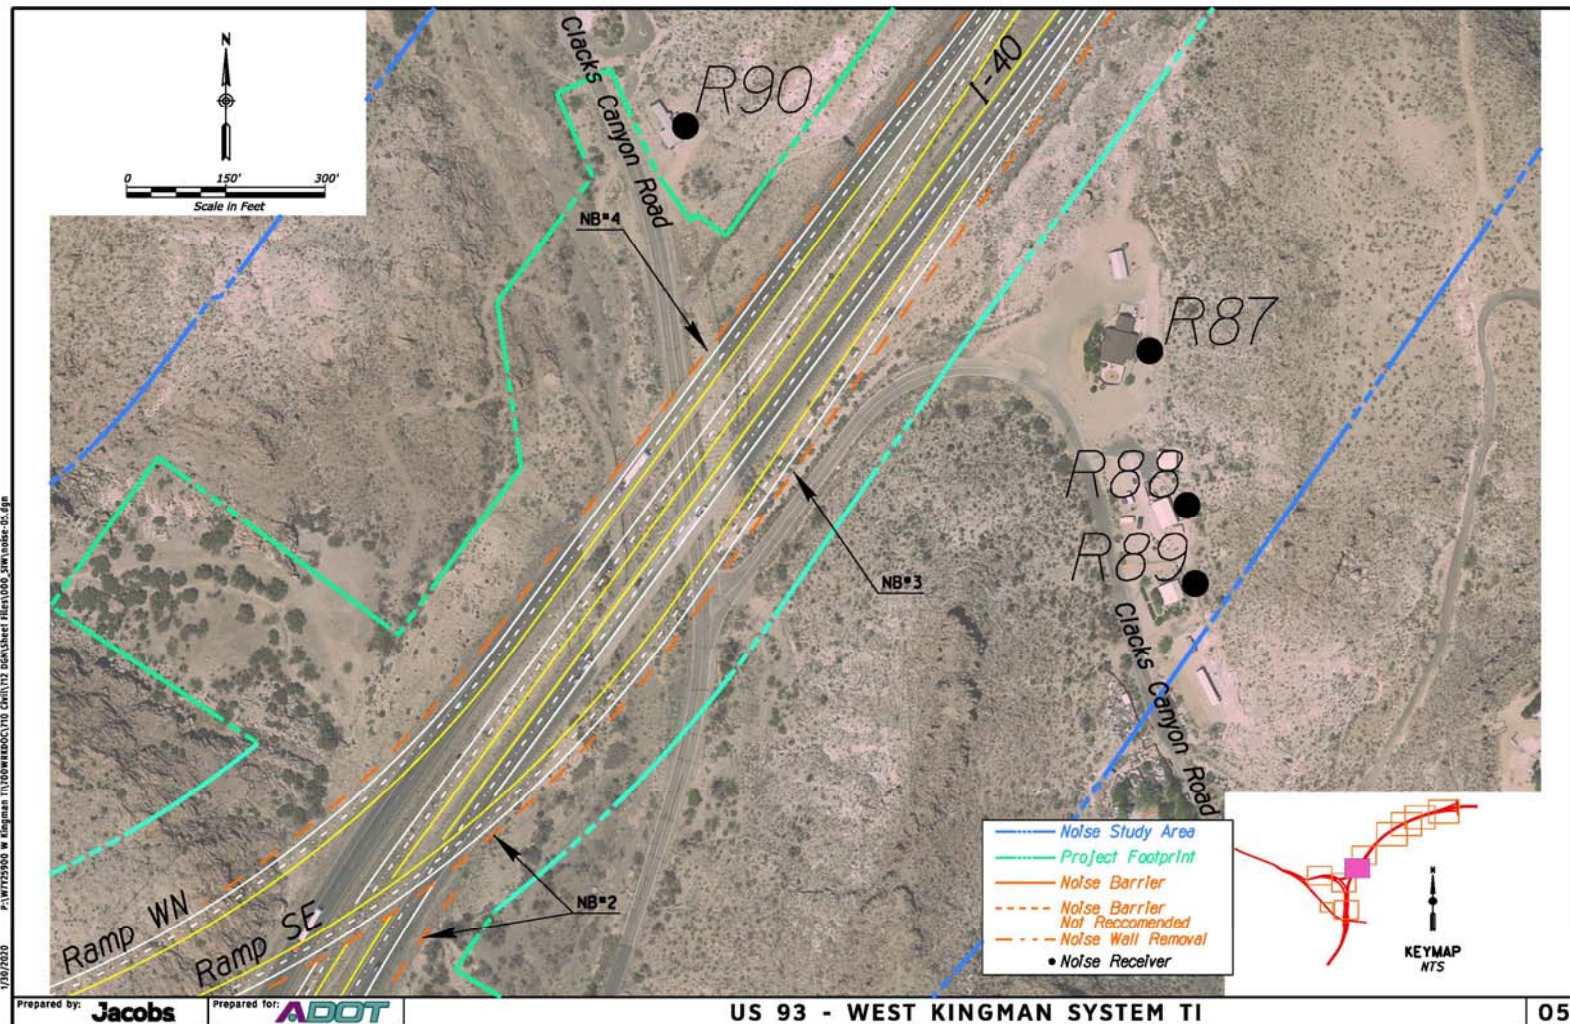 N
0 150' 300'
Scale in Feet
Clacks Canyon Road
R90
I-40
NB#4
R87
R88
R89
NB#3
Clacks Canyon Road
NB#2
Ramp WN
Ramp SE
Noise Study Area
Project Footprint
Noise Barrier
Noise Barrier
Not Reccomended
Noise Wall Removal
Noise Receiver
N
KEYMAP
NTS
1/30/2020
Prepared by: Jacobs
Prepared for: ADOT
US 93 - WEST KINGMAN SYSTEM TI
05